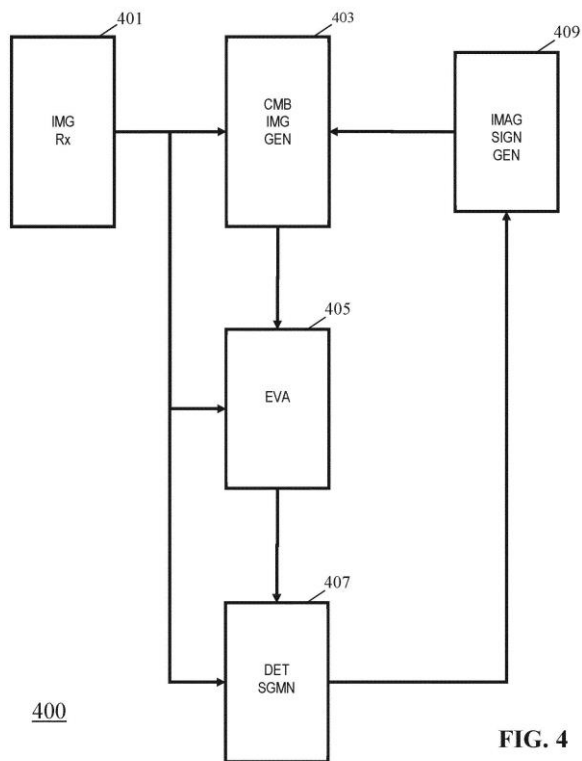 401
IMG
Rx
403
CMB
IMG
GEN
409
IMAG
SIGN
GEN
405
EVA
407
DET
SGMN
400
FIG. 4